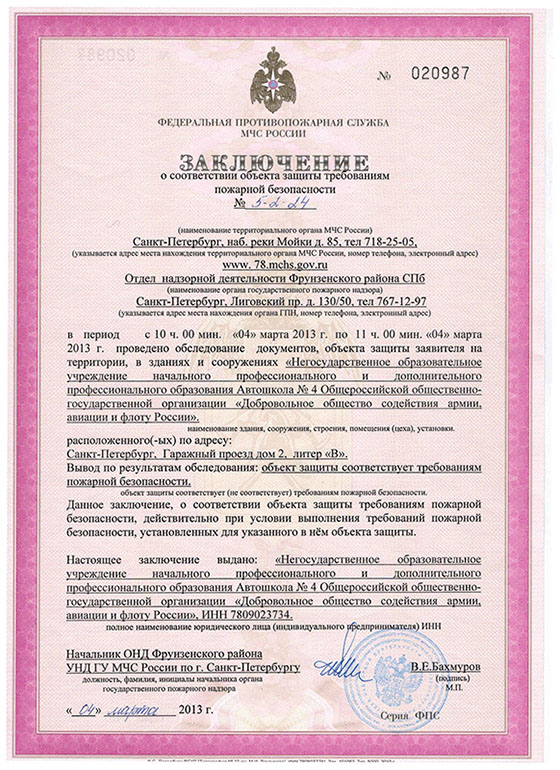 № 020987
ФЕДЕРАЛЬНАЯ ПРОТИВОПОЖАРНАЯ СЛУЖБА
МЧС РОССИИ
ЗАКЛЮЧЕНИЕ
о соответствии объекта защиты требованиям
пожарной безопасности
№ 5-2-24
(наименование территориального органа МЧС России)
Санкт-Петербург, наб. реки Мойки д. 85, тел 718-25-05,
(указывается адрес места нахождения территориального органа МЧС России, номер телефона, электронный адрес)
www. 78.mchs.gov.ru
Отдел надзорной деятельности Фрунзенского района СПб
(наименование органа государственного пожарного надзора)
Санкт-Петербург, Лиговский пр. д. 130/50, тел 767-12-97
(указывается адрес места нахождения органа ГПН, номер телефона, электронный адрес)
в период с 10 ч. 00 мин. «04» марта 2013 г. по 11 ч. 00 мин. «04» марта
2013 г. проведено обследование документов, объекта защиты заявителя на
территории, в зданиях и сооружениях «Негосударственное образовательное
учреждение начального профессионального и дополнительного
профессионального образования Автошкола № 4 Общероссийской общественно-
государственной организации «Добровольное общество содействия армии,
авиации и флоту России».
наименование здания, сооружения, строения, помещения (цеха), установки.
расположенного(-ых) по адресу:
Санкт-Петербург, Гаражный проезд дом 2, литер «В».
Вывод по результатам обследования: объект защиты соответствует требованиям
пожарной безопасности.
объект защиты соответствует (не соответствует) требованиям пожарной безопасности.
Данное заключение, о соответствии объекта защиты требованиям пожарной
безопасности, действительно при условии выполнения требований пожарной
безопасности, установленных для указанного в нём объекта защиты.
Настоящее заключение выдано: «Негосударственное образовательное
учреждение начального профессионального и дополнительного
профессионального образования Автошкола № 4 Общероссийской общественно-
государственной организации «Добровольное общество содействия армии,
авиации и флоту России», ИНН 7809023734.
полное наименование юридического лица (индивидуального предпринимателя) ИНН
Начальник ОНД Фрунзенского района
УНД ГУ МЧС России по г. Санкт-Петербургу
В.Е.Бахмуров
должность, фамилия, инициалы начальника органа
государственного пожарного надзора
(подпись)
М.П.
« 04 » марта 2013 г.
Серия ФПС